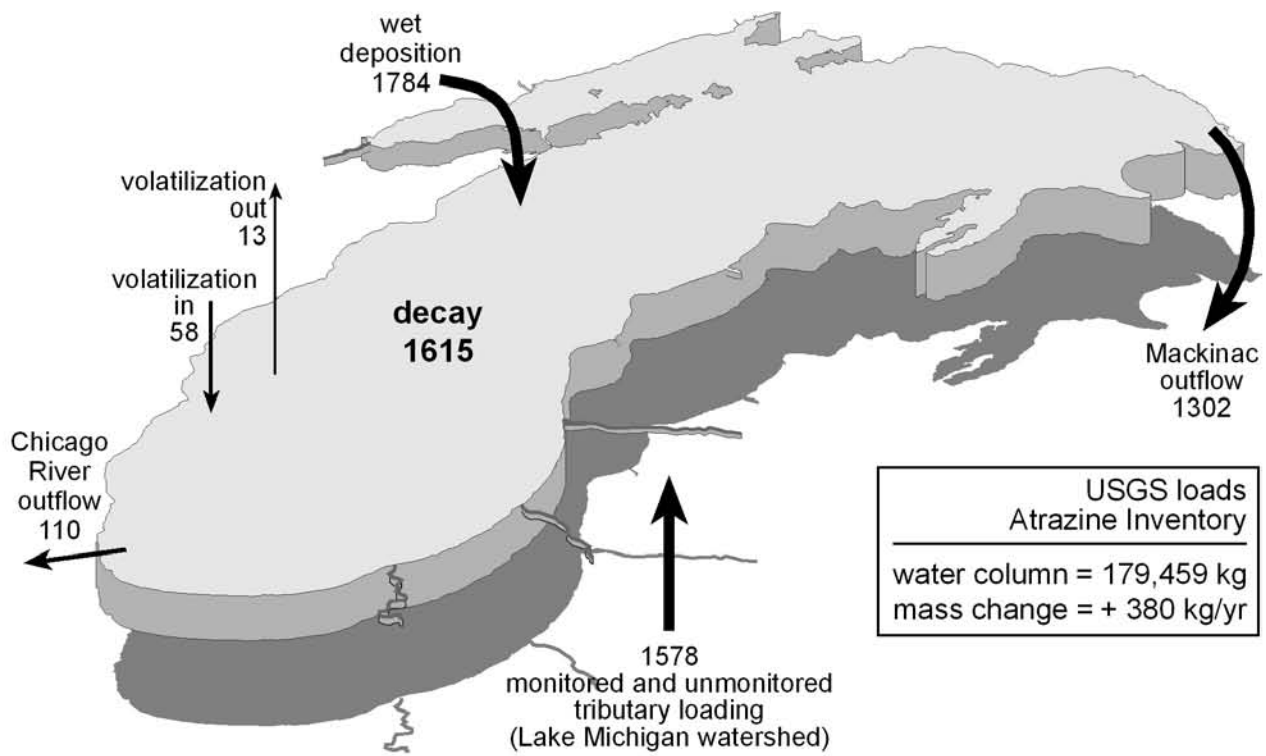 wet
deposition
1784
volatilization
out
13
volatilization
in
58
decay
1615
Mackinac
outflow
1302
Chicago
River
outflow
110
USGS loads
Atrazine Inventory
water column = 179,459 kg
mass change = + 380 kg/yr
1578
monitored and unmonitored
tributary loading
(Lake Michigan watershed)